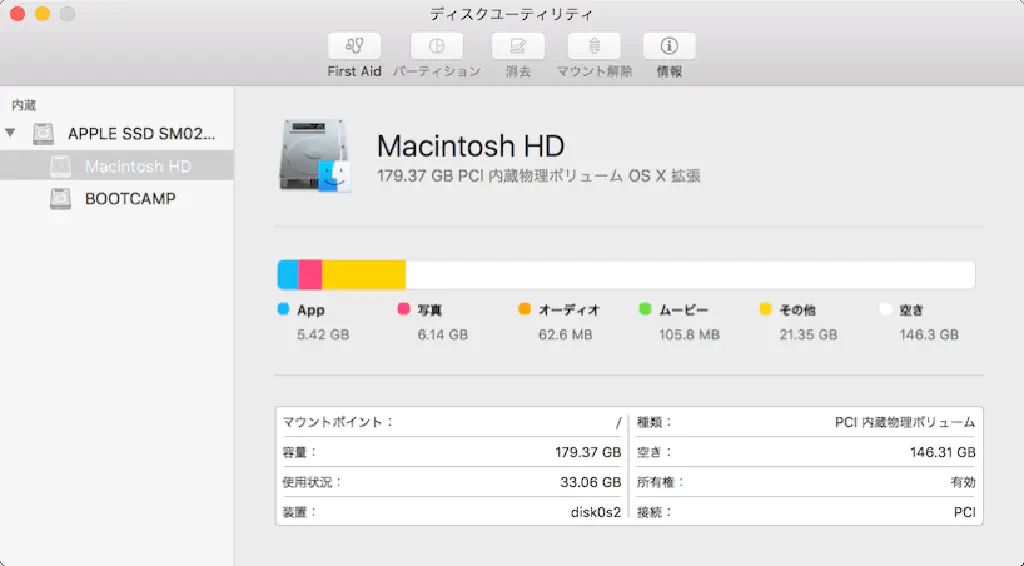 ディスクユーティリティ
First Aid パーティション 消去 マウント解除 情報
内蔵
APPLE SSD SM02...
Macintosh HD
BOOTCAMP
Macintosh HD
179.37 GB PCI 内蔵物理ボリューム OS X 拡張
App 写真 オーディオ ムービー その他 空き
5.42 GB 6.14 GB 62.6 MB 105.8 MB 21.35 GB 146.3 GB
マウントポイント: / 種類: PCI 内蔵物理ボリューム
容量: 179.37 GB 空き: 146.31 GB
使用状況: 33.06 GB 所有権: 有効
装置: disk0s2 接続: PCI